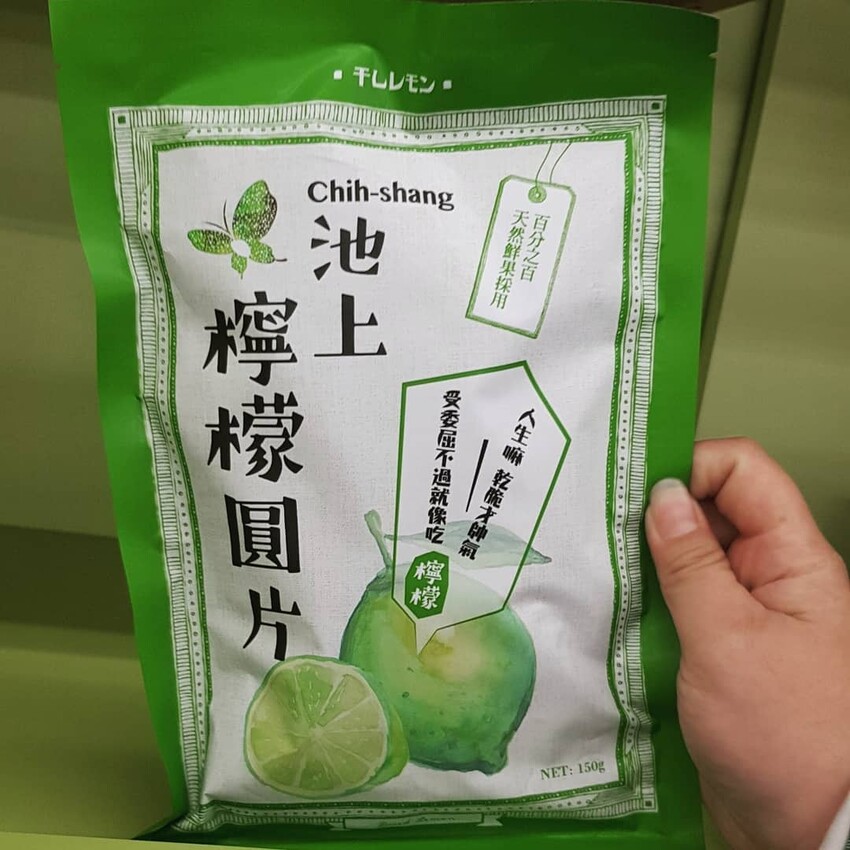 干しレモン
Chih-shang
池上
檸檬圓片
百分之百
天然鮮果採用
人生嘛 乾脆才帥氣
受委屈不過就像吃
檸檬
NET: 150g